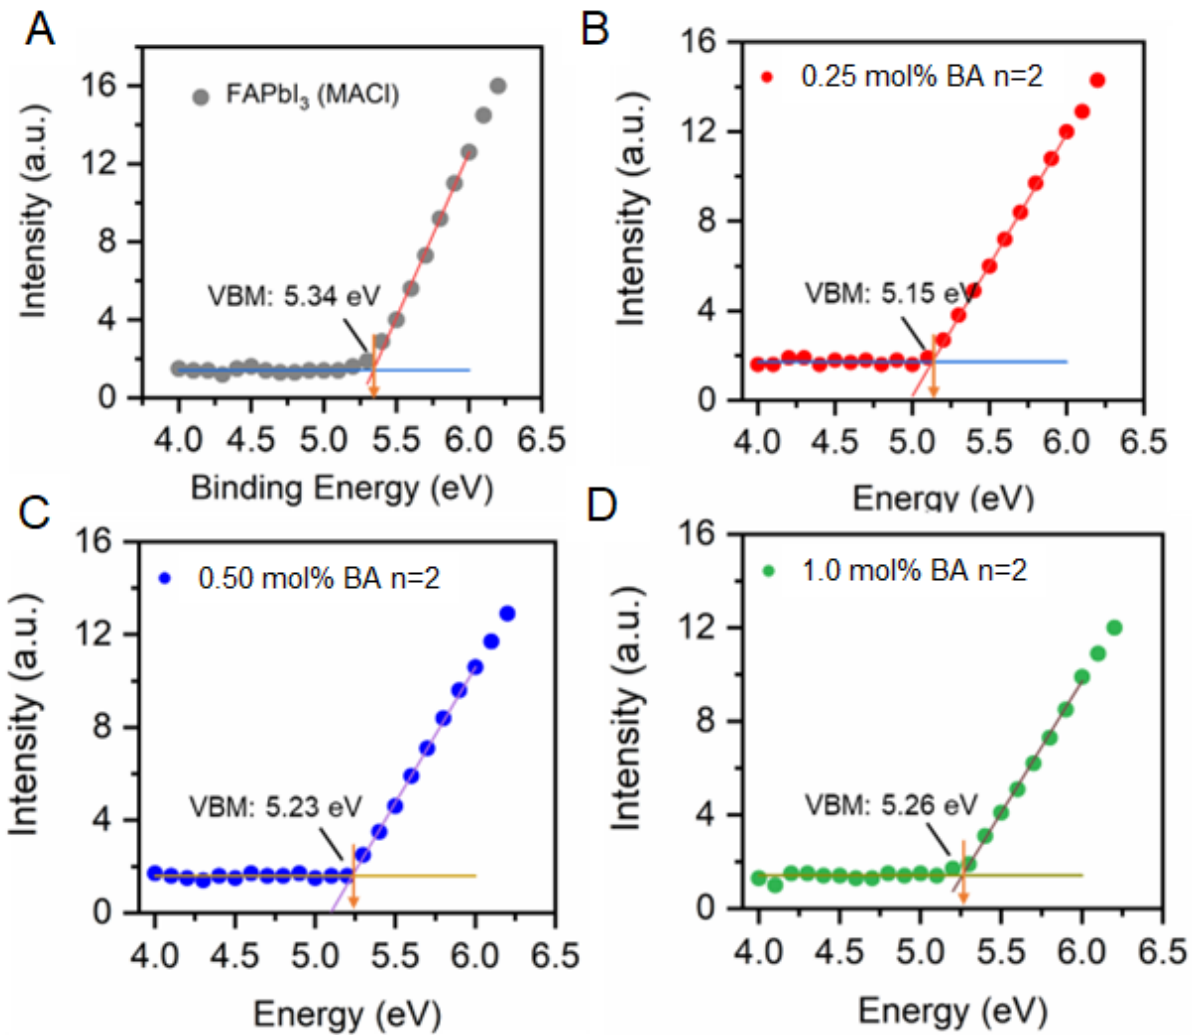 A
Intensity (a.u.)
16
12
8
4
0
FAPbI₃ (MACl)
VBM: 5.34 eV
4.0 4.5 5.0 5.5 6.0 6.5
Binding Energy (eV)
B
Intensity (a.u.)
16
12
8
4
0
0.25 mol% BA n=2
VBM: 5.15 eV
4.0 4.5 5.0 5.5 6.0 6.5
Energy (eV)
C
Intensity (a.u.)
16
12
8
4
0
0.50 mol% BA n=2
VBM: 5.23 eV
4.0 4.5 5.0 5.5 6.0 6.5
Energy (eV)
D
Intensity (a.u.)
16
12
8
4
0
1.0 mol% BA n=2
VBM: 5.26 eV
4.0 4.5 5.0 5.5 6.0 6.5
Energy (eV)